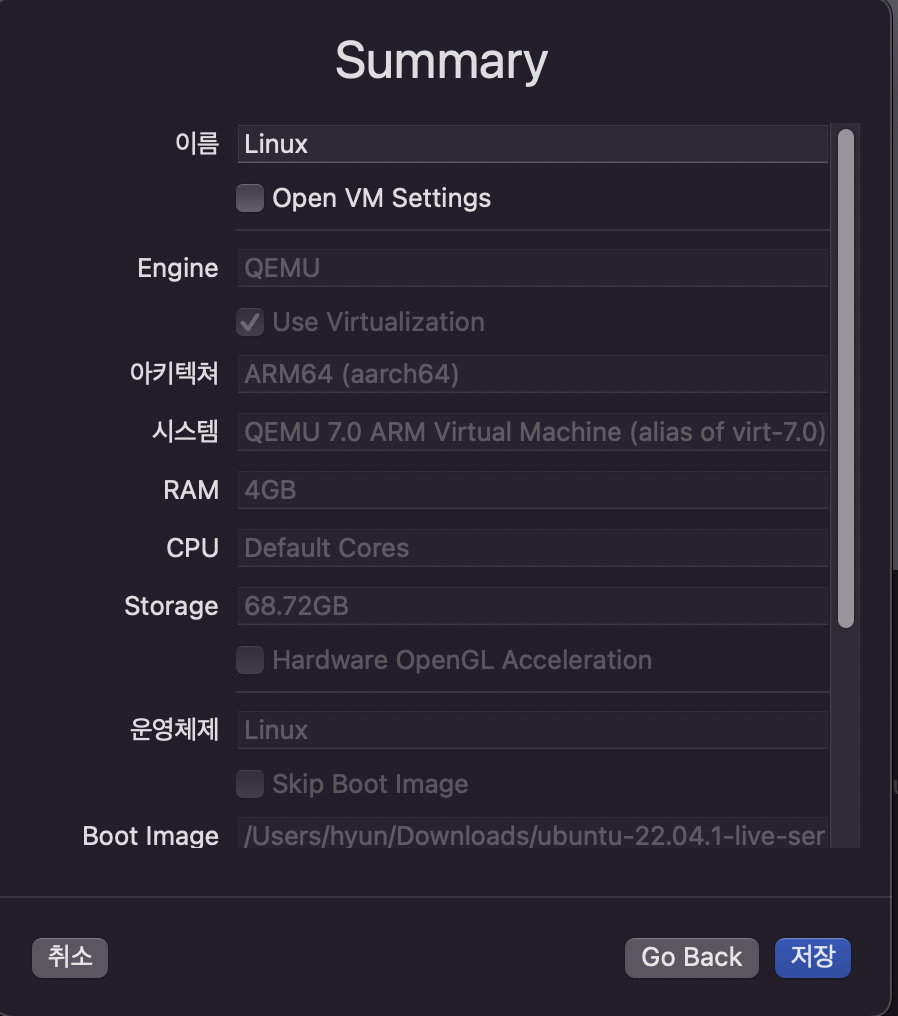 Summary
이름 Linux
Open VM Settings
Engine QEMU
Use Virtualization
아키텍쳐 ARM64 (aarch64)
시스템 QEMU 7.0 ARM Virtual Machine (alias of virt-7.0)
RAM 4GB
CPU Default Cores
Storage 68.72GB
Hardware OpenGL Acceleration
운영체제 Linux
Skip Boot Image
Boot Image /Users/hyun/Downloads/ubuntu-22.04.1-live-ser
취소 Go Back 저장